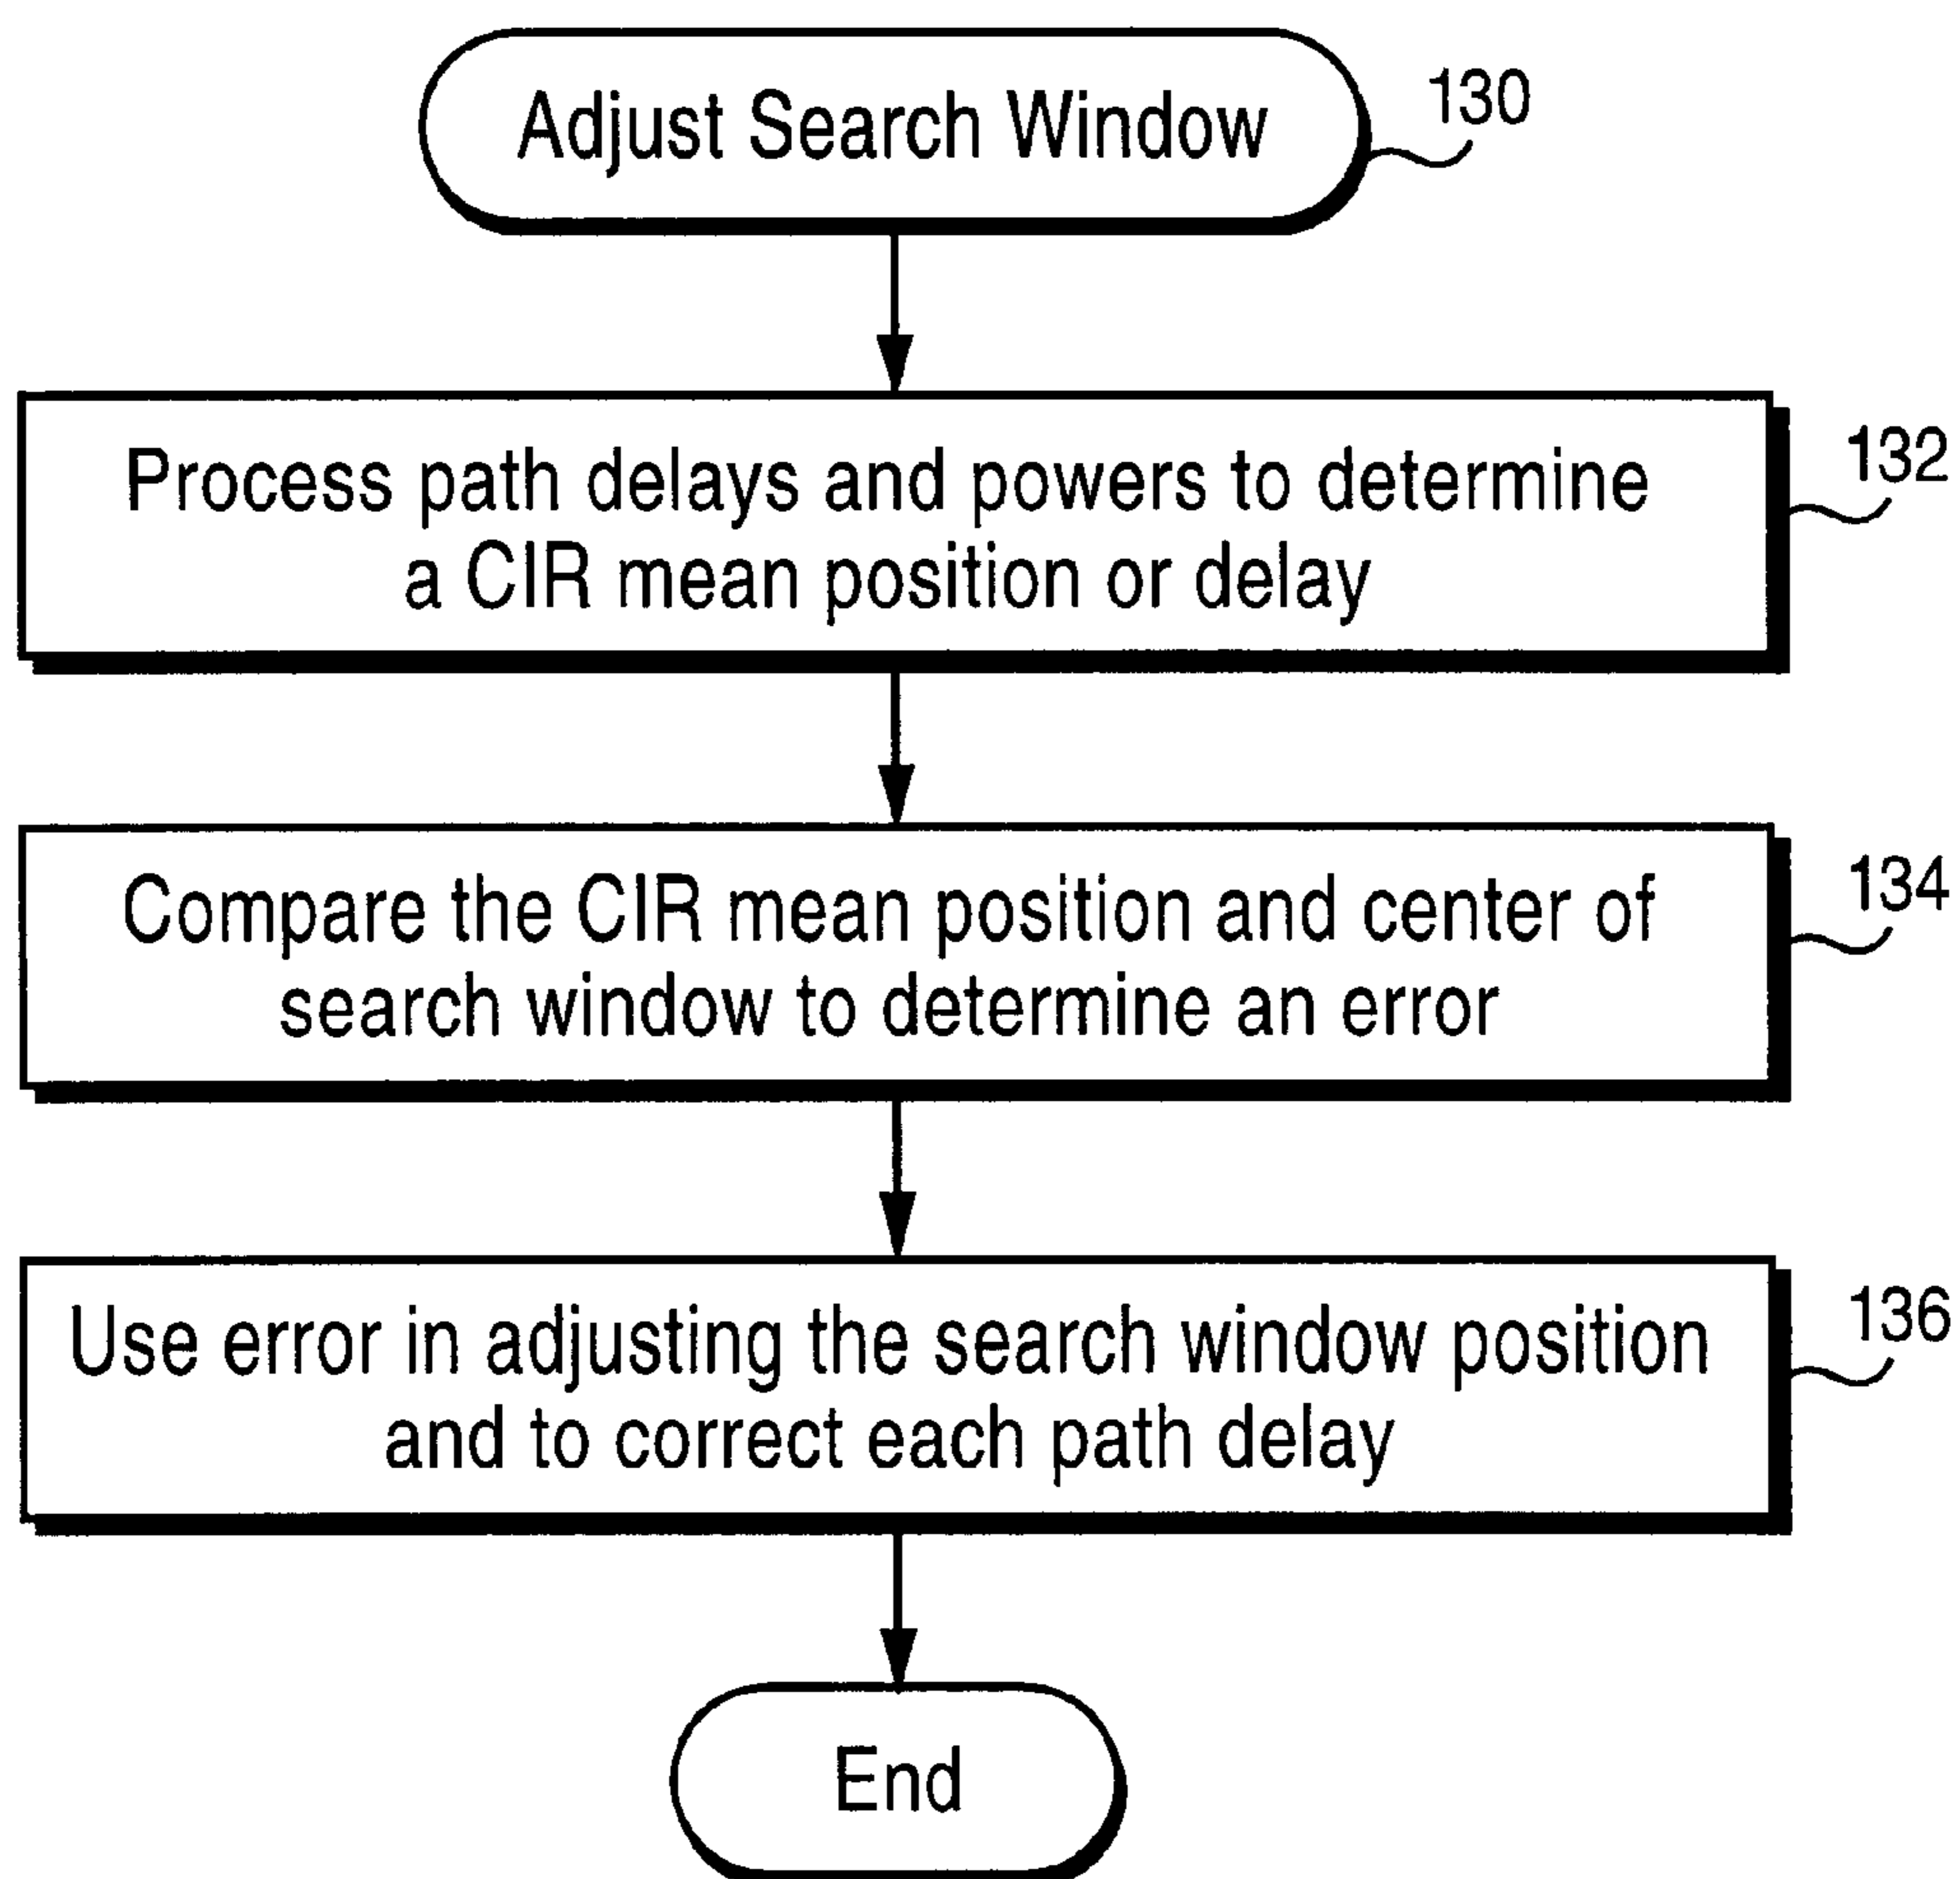 Adjust Search Window
130
Process path delays and powers to determine
a CIR mean position or delay
132
Compare the CIR mean position and center of
search window to determine an error
134
Use error in adjusting the search window position
and to correct each path delay
136
End